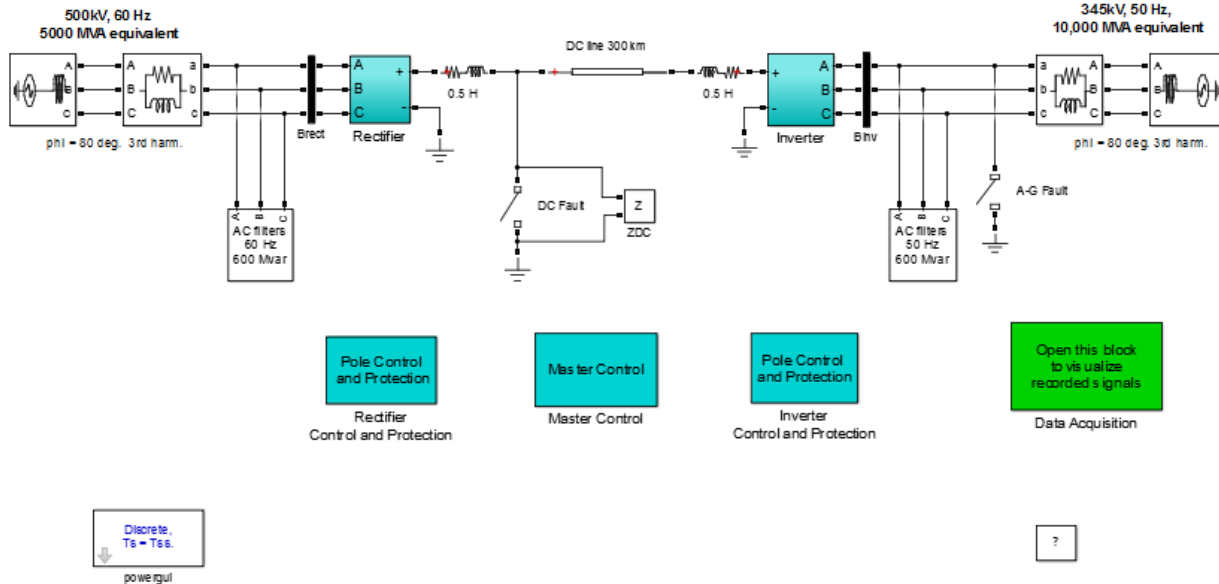 500kV, 60 Hz
5000 MVA equivalent
345kV, 50 Hz,
10,000 MVA equivalent
DC line 300 km
A
B
C
A
B
C
a
b
c
A
B
C
+
-
0.5 H
0.5 H
+
-
A
B
C
a
b
c
A
B
C
A
B
C
Brect
Rectifier
Inverter
Binv
phi = 80 deg. 3rd harm.
phi = 80 deg. 3rd harm.
A-G Fault
DC Fault
Z
ZDC
A
B
C
AC filters
60 Hz
600 Mvar
A
B
C
AC filters
50 Hz
600 Mvar
Pole Control
and Protection
Rectifier
Control and Protection
Master Control
Master Control
Pole Control
and Protection
Inverter
Control and Protection
Open this block
to visualize
recorded signals
Data Acquisition
Discrete,
Ts = Tss.
powergui
?